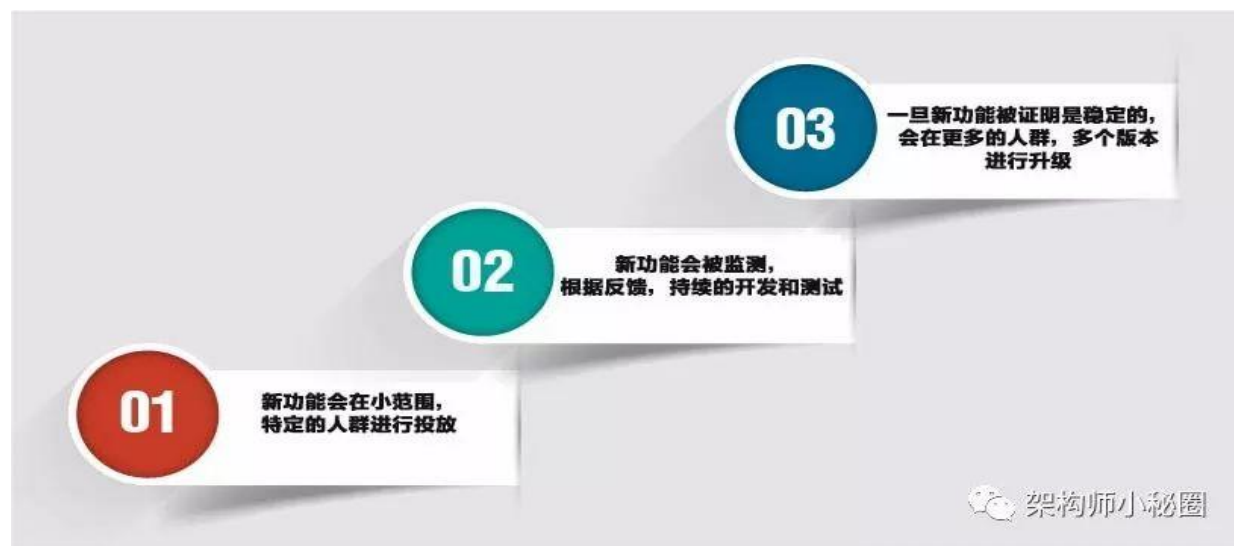 03
一旦新功能被证明是稳定的，
会在更多的人群，多个版本
进行升级
02
新功能会被监测，
根据反馈，持续的开发和测试
01
新功能会在小范围，
特定的人群进行投放
架构师小秘圈